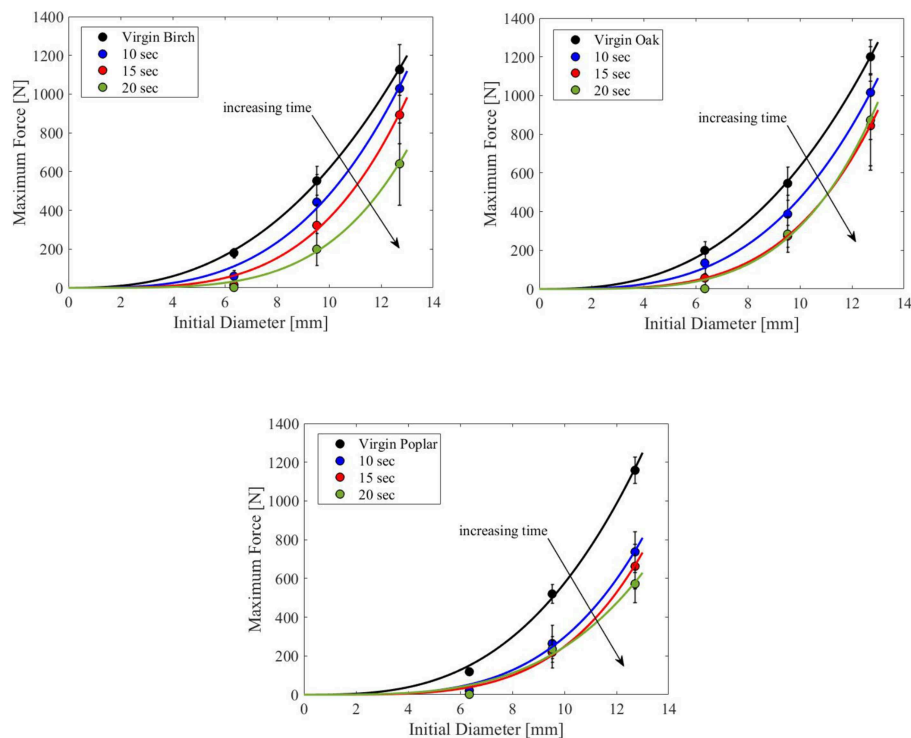 1400
1200
1000
800
600
400
200
0
Maximum Force [N]
Virgin Birch
10 sec
15 sec
20 sec
increasing time
0 2 4 6 8 10 12 14
Initial Diameter [mm]
1400
1200
1000
800
600
400
200
0
Maximum Force [N]
Virgin Oak
10 sec
15 sec
20 sec
increasing time
0 2 4 6 8 10 12 14
Initial Diameter [mm]
1400
1200
1000
800
600
400
200
0
Maximum Force [N]
Virgin Poplar
10 sec
15 sec
20 sec
increasing time
0 2 4 6 8 10 12 14
Initial Diameter [mm]